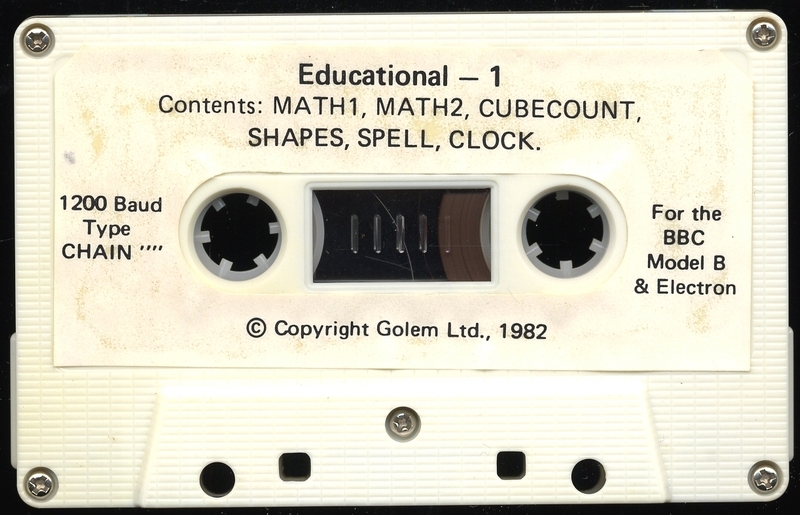 Educational – 1
Contents: MATH1, MATH2, CUBECOUNT,
SHAPES, SPELL, CLOCK.
1200 Baud
Type
CHAIN ””
For the
BBC
Model B
& Electron
© Copyright Golem Ltd., 1982